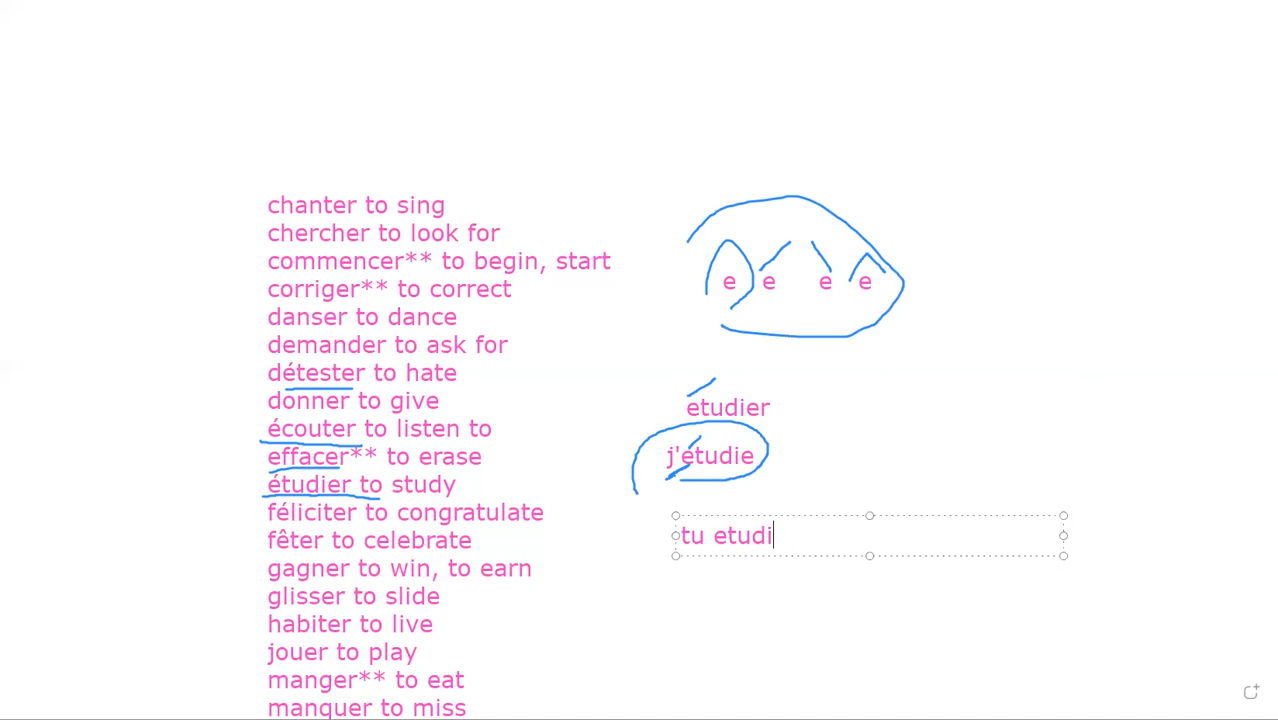 chanter to sing
chercher to look for
commencer** to begin, start
corriger** to correct
danser to dance
demander to ask for
détester to hate
donner to give
écouter to listen to
effacer** to erase
étudier to study
féliciter to congratulate
fêter to celebrate
gagner to win, to earn
glisser to slide
habiter to live
jouer to play
manger** to eat
manquer to miss
e é è ê
étudier
j'étudie
tu etudi